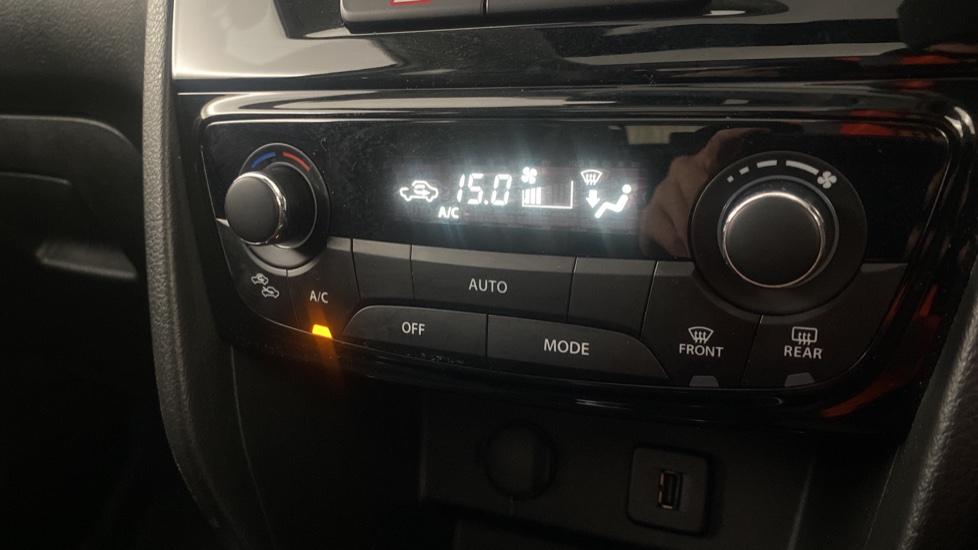 15.0
A/C
AUTO
A/C
OFF
MODE
FRONT
REAR